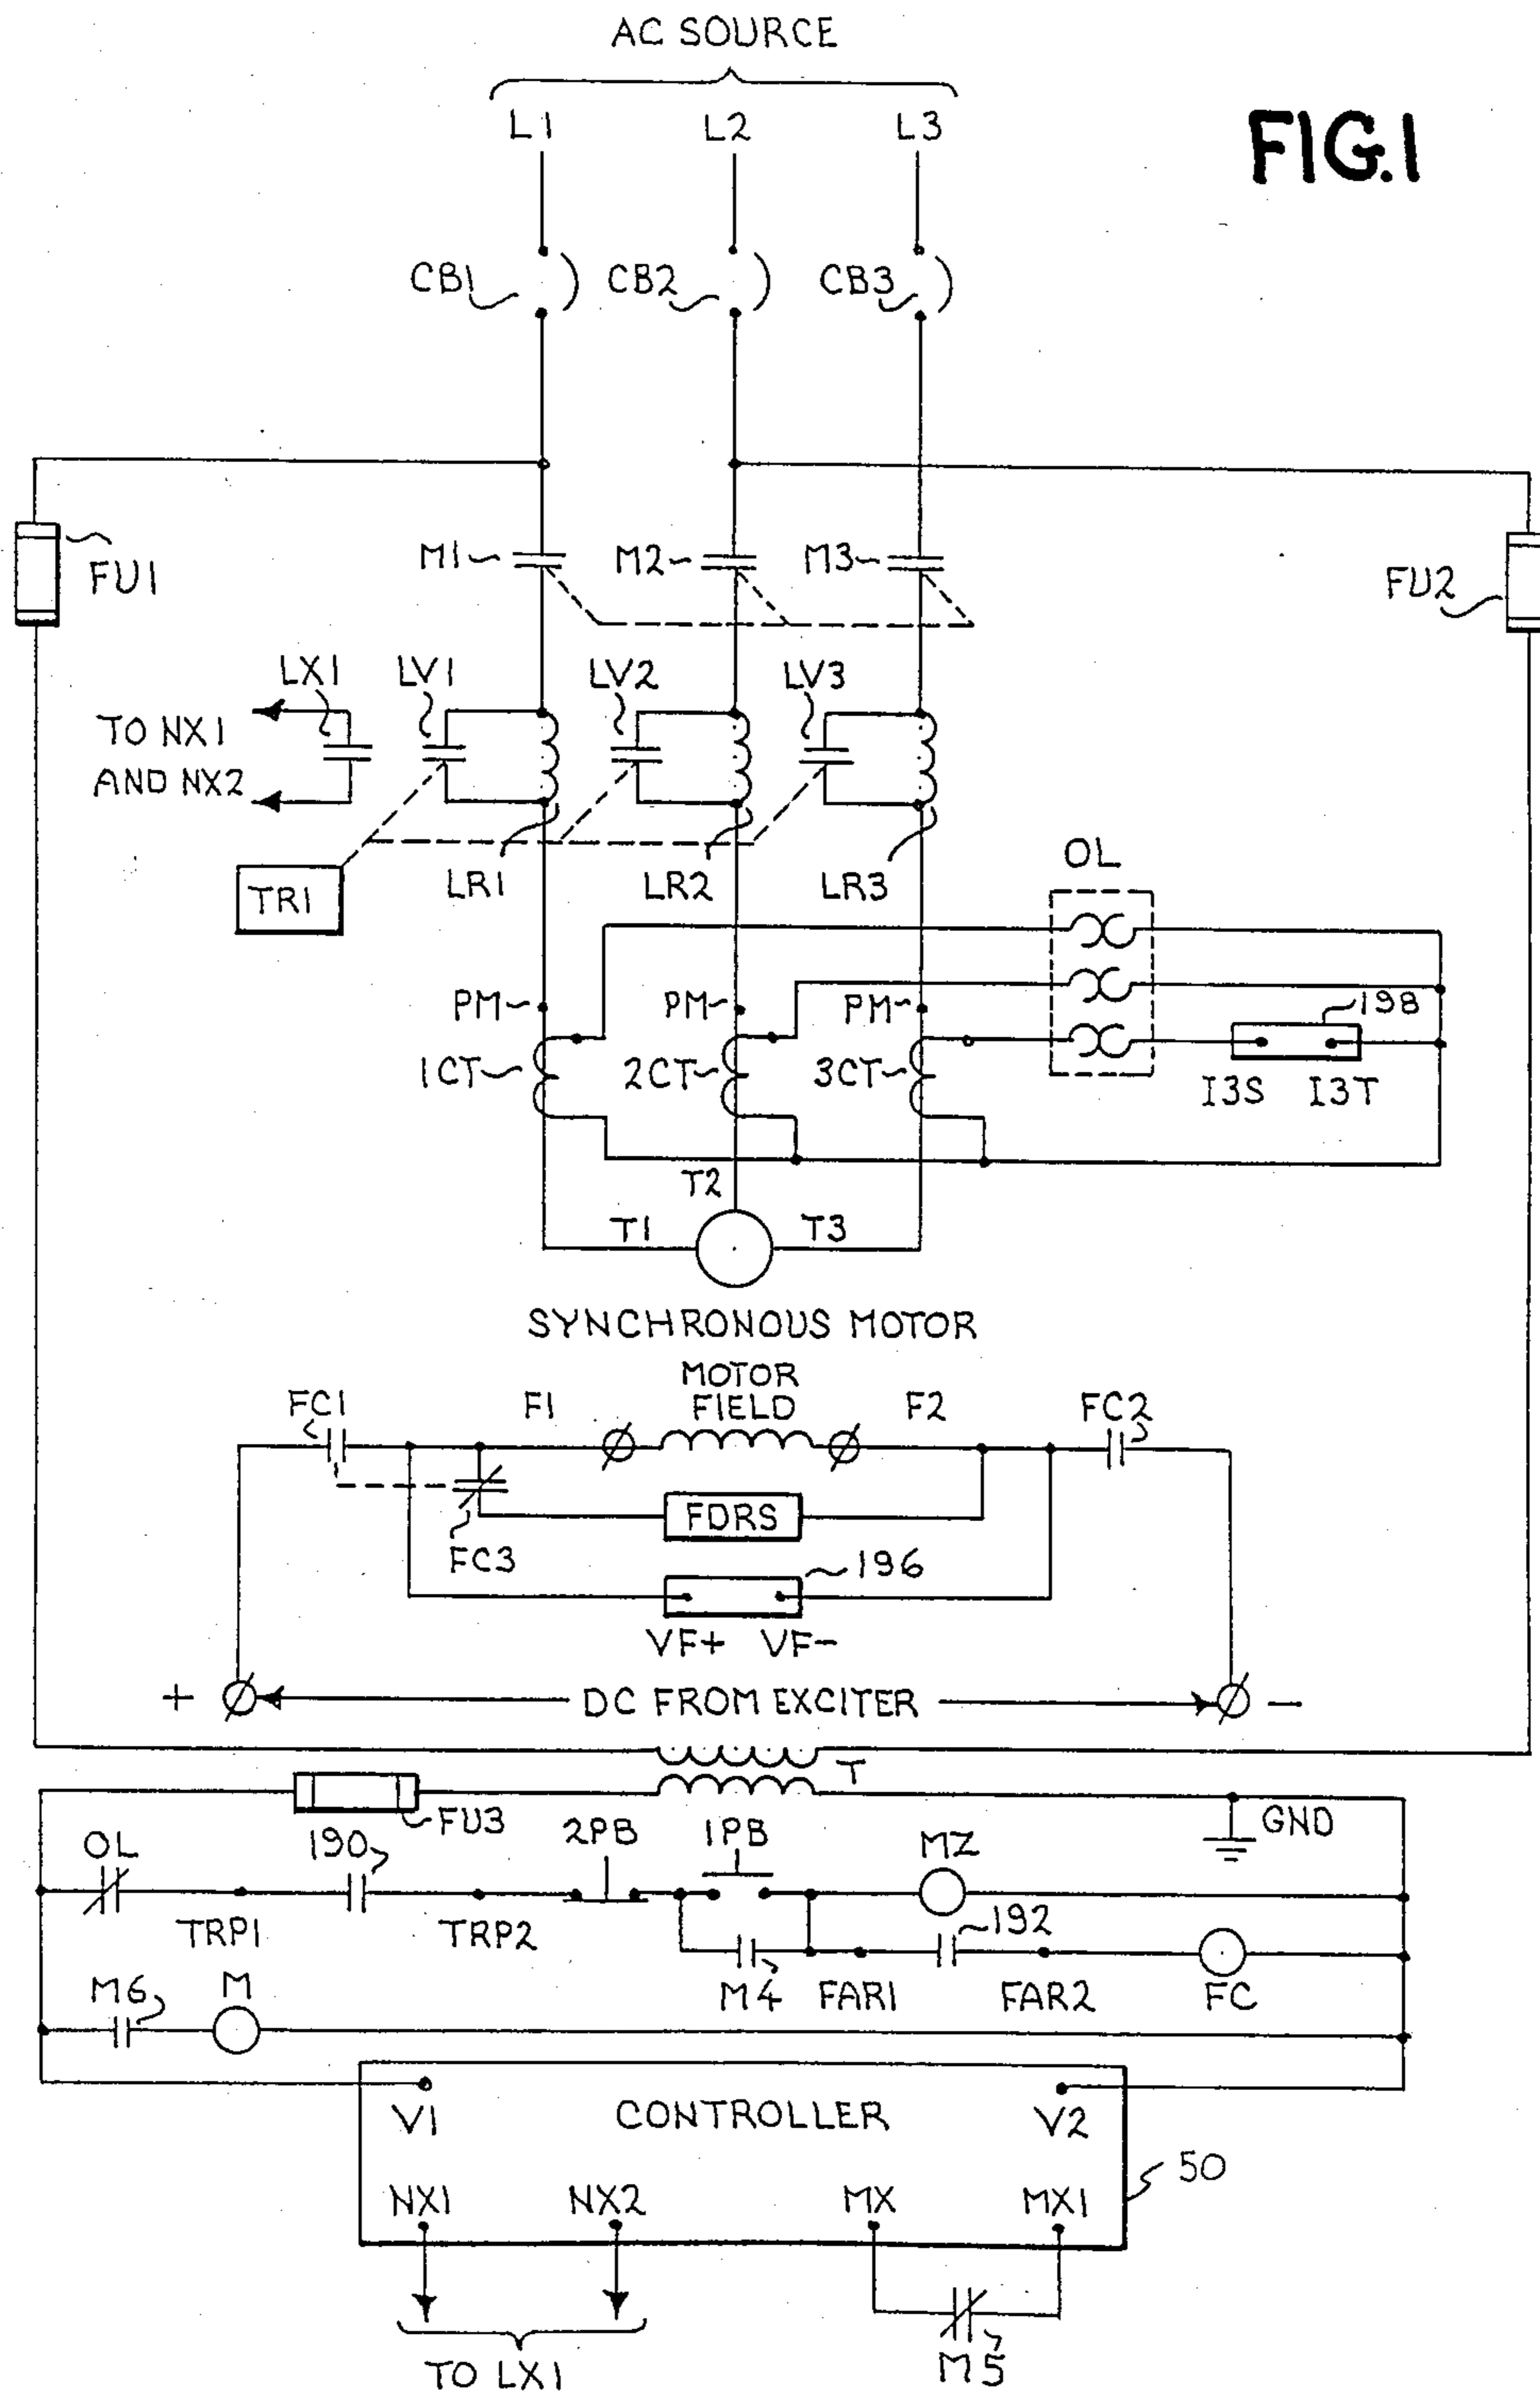 AC SOURCE
L1 L2 L3
FIG.1
CB1 CB2 CB3
M1 M2 M3
FU1
FU2
LX1 LV1 LV2 LV3
TO NX1
AND NX2
TR1
LR1 LR2 LR3
OL
PM PM PM
198
1CT 2CT 3CT
I3S I3T
T2
T1 T3
SYNCHRONOUS MOTOR
MOTOR
FIELD
FC1 F1 F2 FC2
FDRS
FC3
196
VF+ VF-
+ DC FROM EXCITER -
T
FU3
GND
OL 190 2PB 1PB MZ
TRP1 TRP2
192
M6 M
M4 FAR1 FAR2 FC
V1 CONTROLLER V2
50
NX1 NX2 MX MX1
TO LX1
M5